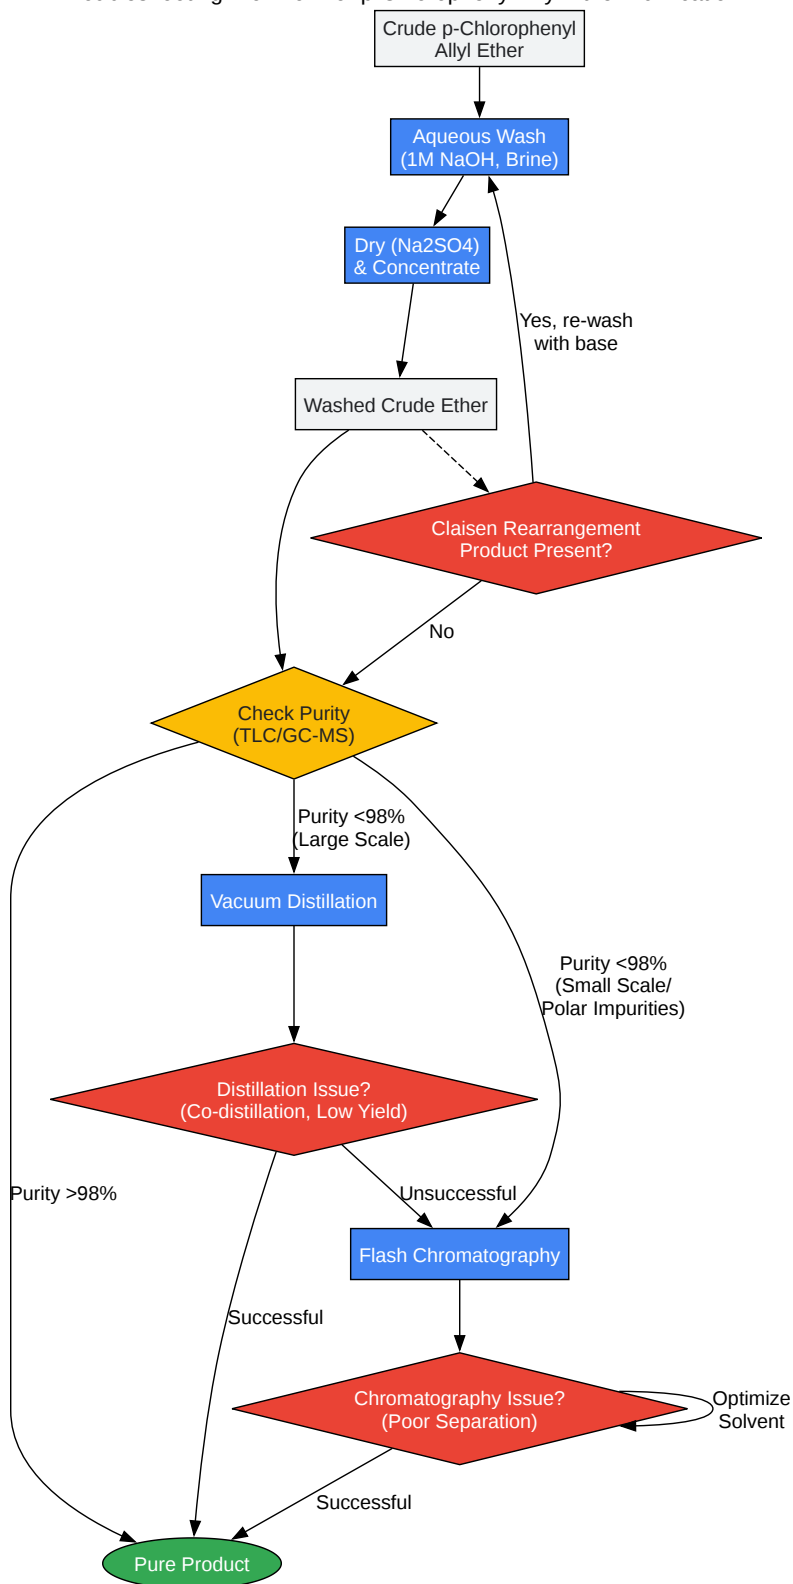 Crude p-Chlorophenyl
Allyl Ether
Aqueous Wash
(1M NaOH, Brine)
Dry (Na2SO4)
& Concentrate
Yes, re-wash
with base
Washed Crude Ether
Claisen Rearrangement
Product Present?
No
Check Purity
(TLC/GC-MS)
Purity <98%
(Large Scale)
Vacuum Distillation
Purity <98%
(Small Scale/
Polar Impurities)
Distillation Issue?
(Co-distillation, Low Yield)
Purity >98%
Unsuccessful
Flash Chromatography
Successful
Chromatography Issue?
(Poor Separation)
Optimize
Solvent
Successful
Pure Product